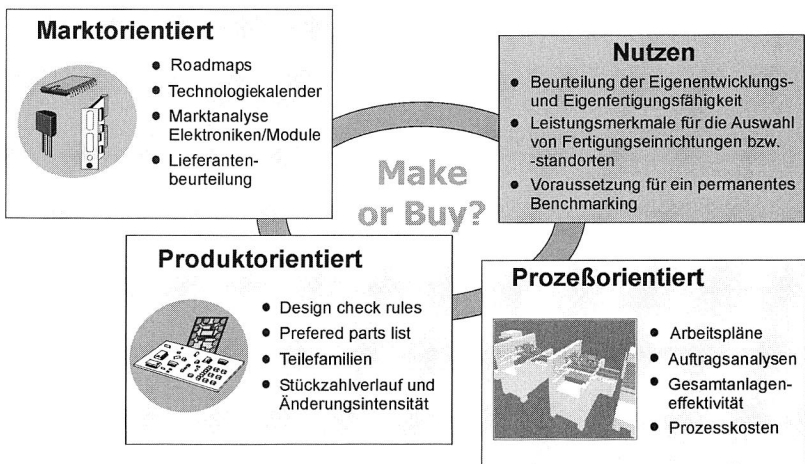 Marktorientiert
• Roadmaps
• Technologiekalender
• Marktanalyse
Elektroniken/Module
• Lieferanten-
beurteilung
Nutzen
• Beurteilung der Eigenentwicklungs-
und Eigenfertigungsfähigkeit
• Leistungsmerkmale für die Auswahl
von Fertigungseinrichtungen bzw.
-standorten
• Voraussetzung für ein permanentes
Benchmarking
Make
or Buy?
Produktorientiert
• Design check rules
• Prefered parts list
• Teilefamilien
• Stückzahlverlauf und
Änderungsintensität
Prozeßorientiert
• Arbeitspläne
• Auftragsanalysen
• Gesamtanlagen-
effektivität
• Prozesskosten